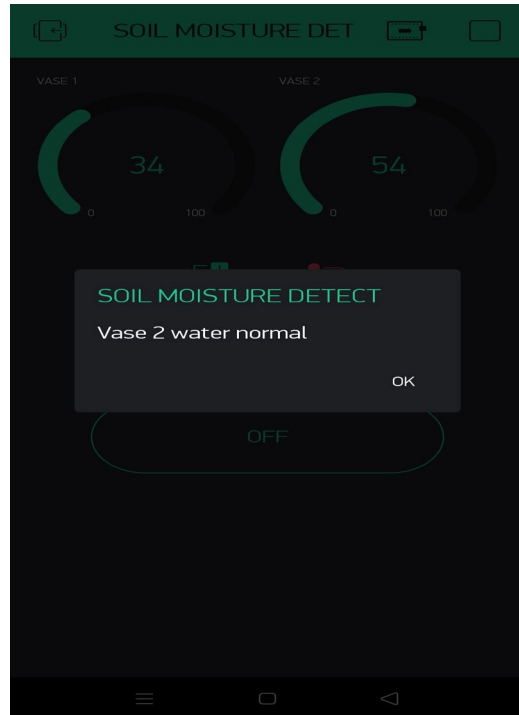 SOIL MOISTURE DET
VASE 1
VASE 2
34
54
0
100
0
100
SOIL MOISTURE DETECT
Vase 2 water normal
OK
OFF